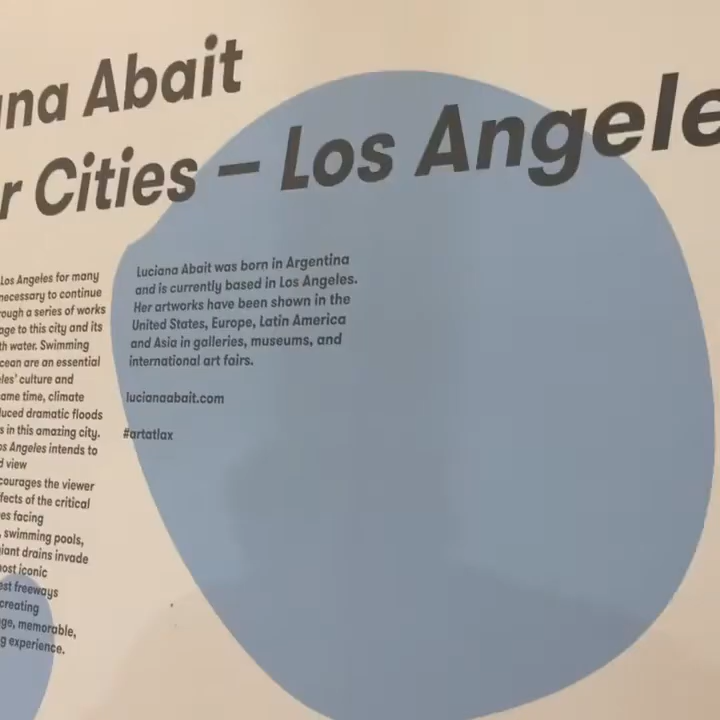 na Abait
r Cities – Los Angele
Los Angeles for many
necessary to continue
ough a series of works
age to this city and its
th water. Swimming
cean are an essential
les' culture and
ame time, climate
uced dramatic floods
s in this amazing city.
os Angeles intends to
d view
courages the viewer
fects of the critical
es facing
, swimming pools,
iant drains invade
ost iconic
est freeways
creating
ge, memorable,
g experience.
Luciana Abait was born in Argentina
and is currently based in Los Angeles.
Her artworks have been shown in the
United States, Europe, Latin America
and Asia in galleries, museums, and
international art fairs.
lucianaabait.com
#artatlax